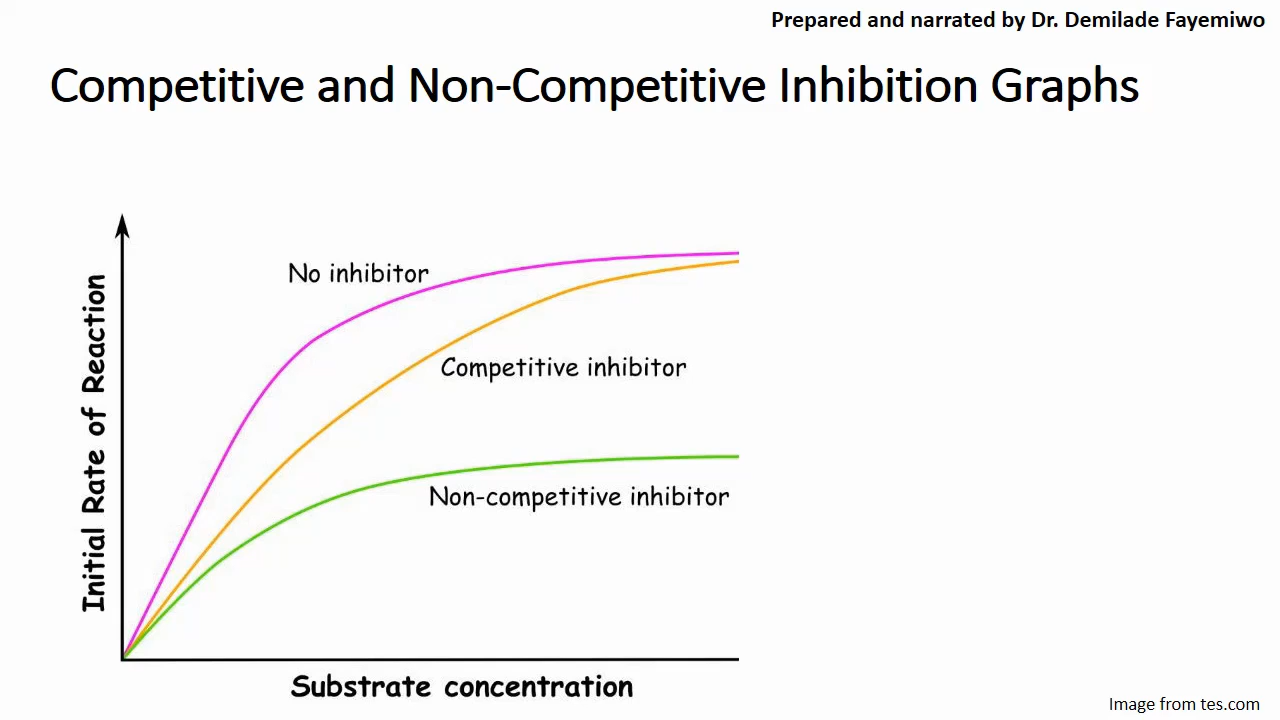 Prepared and narrated by Dr. Demilade Fayemiwo
Competitive and Non-Competitive Inhibition Graphs
No inhibitor
Competitive inhibitor
Non-competitive inhibitor
Initial Rate of Reaction
Substrate concentration
Image from tes.com